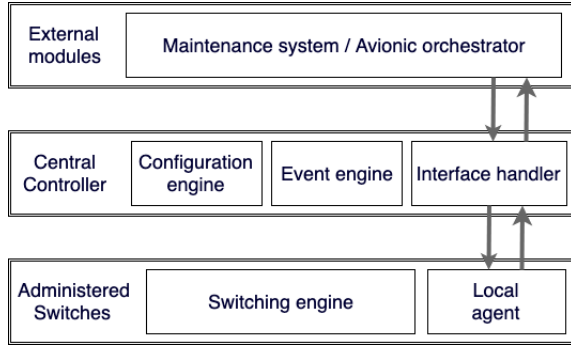 External
modules
Maintenance system / Avionic orchestrator
Central
Controller
Configuration
engine
Event engine
Interface handler
Administered
Switches
Switching engine
Local
agent